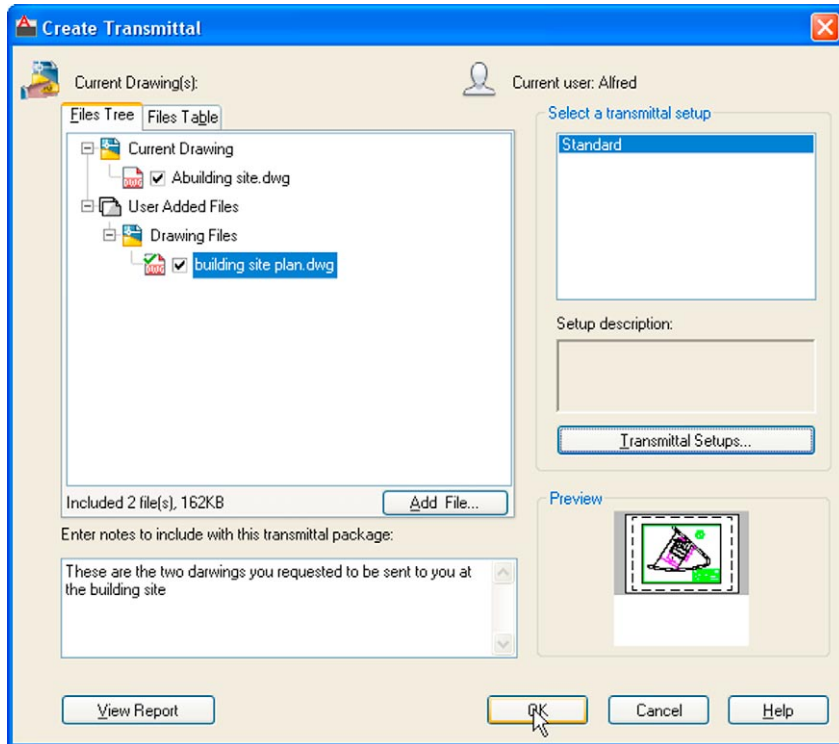 Create Transmittal
Current Drawing(s):
Current user: Alfred
Files Tree
Files Table
Select a transmittal setup
Current Drawing
Standard
DWG
Abuilding site.dwg
User Added Files
Drawing Files
DWG
building site plan.dwg
Setup description:
Transmittal Setups...
Included 2 file(s), 162KB
Add File...
Preview
Enter notes to include with this transmittal package:
These are the two darwings you requested to be sent to you at
the building site
View Report
OK
Cancel
Help